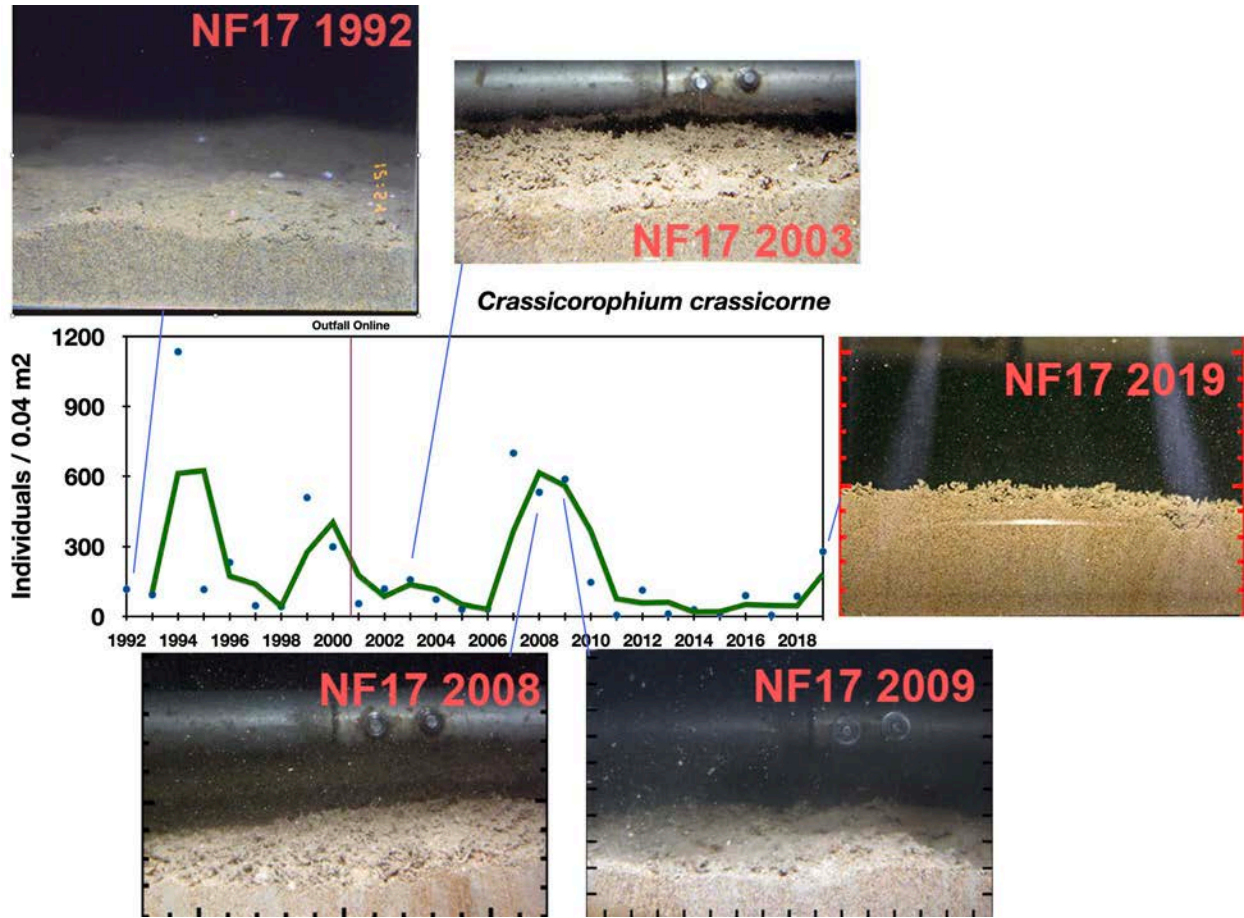 NF17 1992
15:24
NF17 2003
Crassicorophium crassicorne
Outfall Online
NF17 2019
Individuals / 0.04 m2
1200
900
600
300
0
1992 1994 1996 1998 2000 2002 2004 2006 2008 2010 2012 2014 2016 2018
NF17 2008
NF17 2009